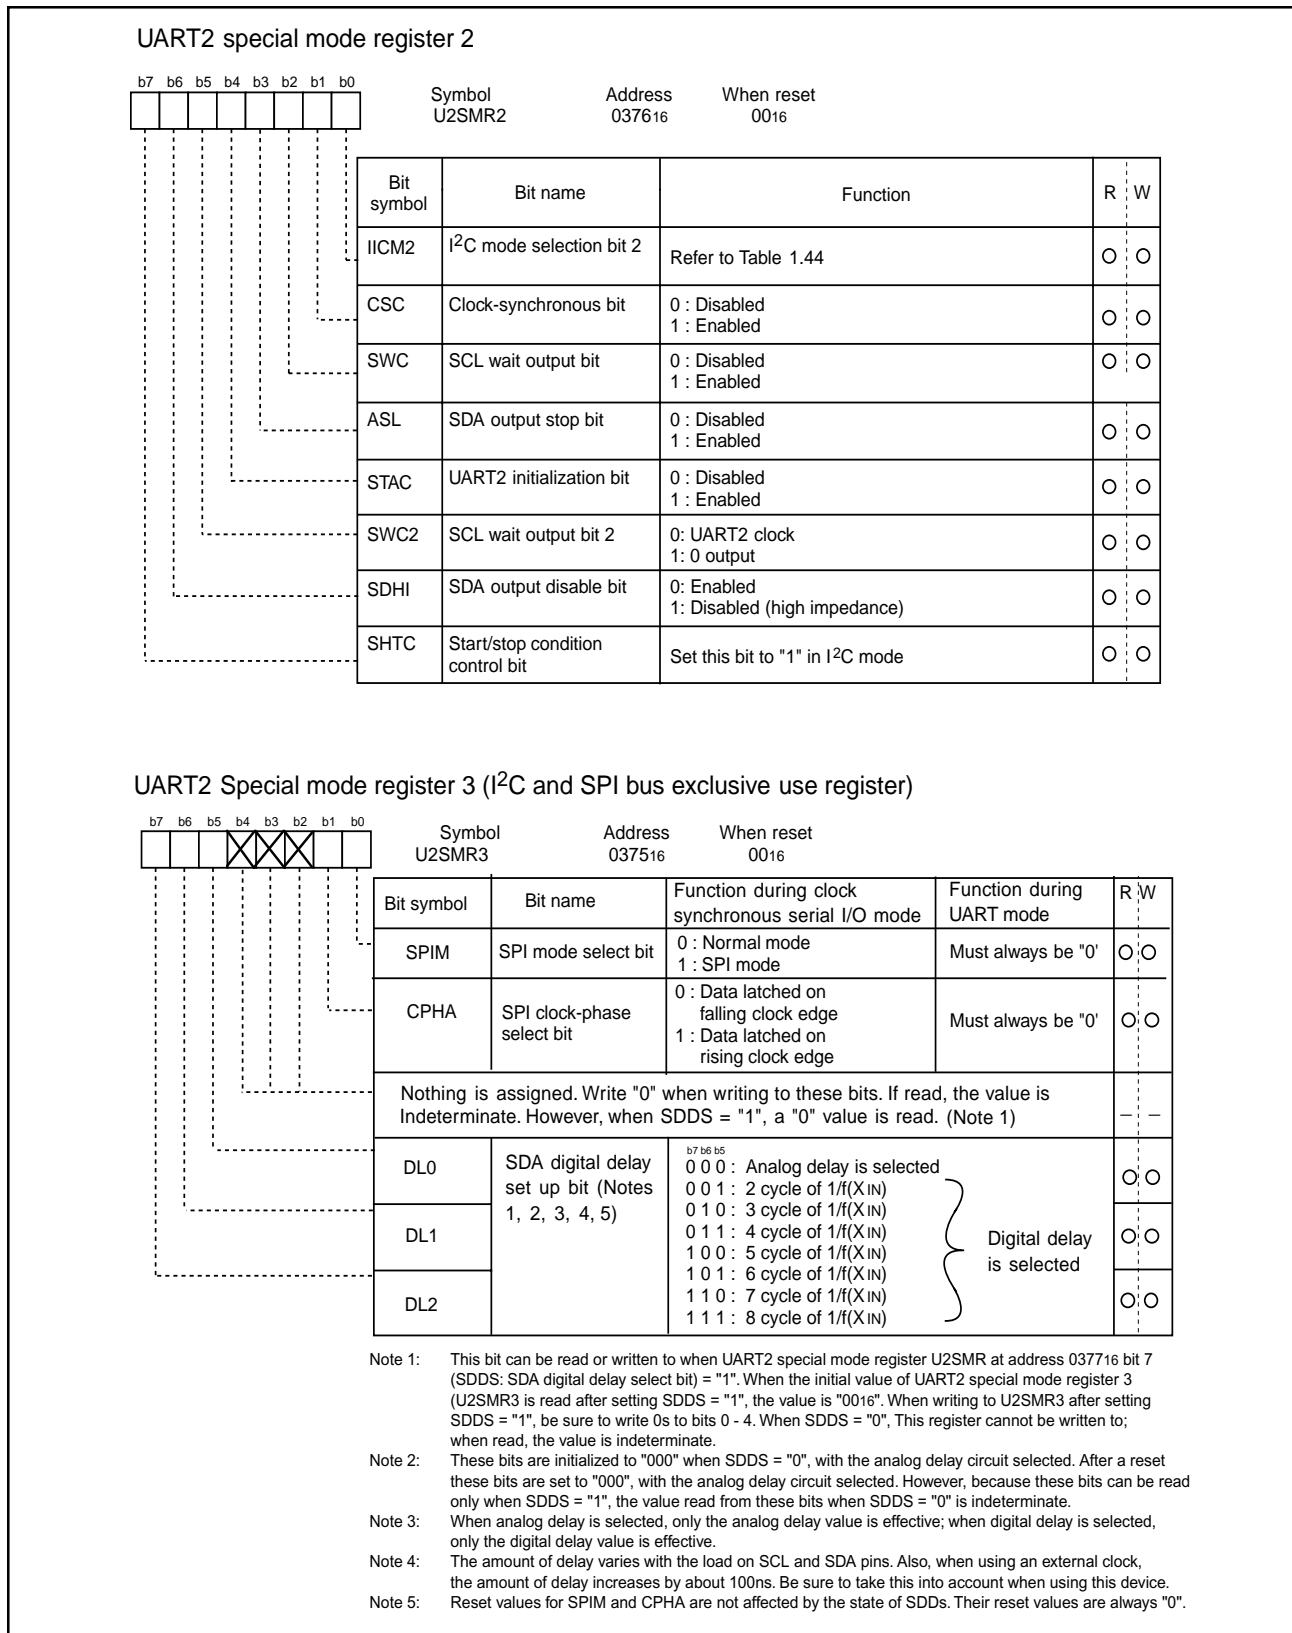 UART2 special mode register 2
b7 b6 b5 b4 b3 b2 b1 b0
Symbol Address When reset
U2SMR2 037616 0016
Bit symbol Bit name Function R W
IICM2 I2C mode selection bit 2 Refer to Table 1.44 O O
CSC Clock-synchronous bit 0 : Disabled
1 : Enabled O O
SWC SCL wait output bit 0 : Disabled O O
1 : Enabled
ASL SDA output stop bit 0 : Disabled
1 : Enabled O O
STAC UART2 initialization bit 0 : Disabled
1 : Enabled O O
SWC2 SCL wait output bit 2 0: UART2 clock
1: 0 output O O
SDHI SDA output disable bit 0: Enabled
1: Disabled (high impedance) O O
SHTC Start/stop condition
control bit Set this bit to "1" in I2C mode O O
UART2 Special mode register 3 (I2C and SPI bus exclusive use register)
b7 b6 b5 b4 b3 b2 b1 b0
Symbol Address When reset
U2SMR3 037516 0016
Bit symbol Bit name Function during clock
synchronous serial I/O mode Function during
UART mode R W
SPIM SPI mode select bit 0 : Normal mode
1 : SPI mode Must always be "0' O O
CPHA SPI clock-phase
select bit 0 : Data latched on
falling clock edge
1 : Data latched on
rising clock edge Must always be "0' O O
Nothing is assigned. Write "0" when writing to these bits. If read, the value is
Indeterminate. However, when SDDS = "1", a "0" value is read. (Note 1) – –
DL0 SDA digital delay
set up bit (Notes
1, 2, 3, 4, 5)
b7 b6 b5
0 0 0 : Analog delay is selected O O
0 0 1 : 2 cycle of 1/f(XIN)
0 1 0 : 3 cycle of 1/f(XIN)
DL1 0 1 1 : 4 cycle of 1/f(XIN) O O
1 0 0 : 5 cycle of 1/f(XIN)
1 0 1 : 6 cycle of 1/f(XIN)
DL2 1 1 0 : 7 cycle of 1/f(XIN) O O
1 1 1 : 8 cycle of 1/f(XIN)
Digital delay
is selected
Note 1: This bit can be read or written to when UART2 special mode register U2SMR at address 037716 bit 7
(SDDS: SDA digital delay select bit) = "1". When the initial value of UART2 special mode register 3
(U2SMR3 is read after setting SDDS = "1", the value is "0016". When writing to U2SMR3 after setting
SDDS = "1", be sure to write 0s to bits 0 - 4. When SDDS = "0", This register cannot be written to;
when read, the value is indeterminate.
Note 2: These bits are initialized to "000" when SDDS = "0", with the analog delay circuit selected. After a reset
these bits are set to "000", with the analog delay circuit selected. However, because these bits can be read
only when SDDS = "1", the value read from these bits when SDDS = "0" is indeterminate.
Note 3: When analog delay is selected, only the analog delay value is effective; when digital delay is selected,
only the digital delay value is effective.
Note 4: The amount of delay varies with the load on SCL and SDA pins. Also, when using an external clock,
the amount of delay increases by about 100ns. Be sure to take this into account when using this device.
Note 5: Reset values for SPIM and CPHA are not affected by the state of SDDs. Their reset values are always "0".